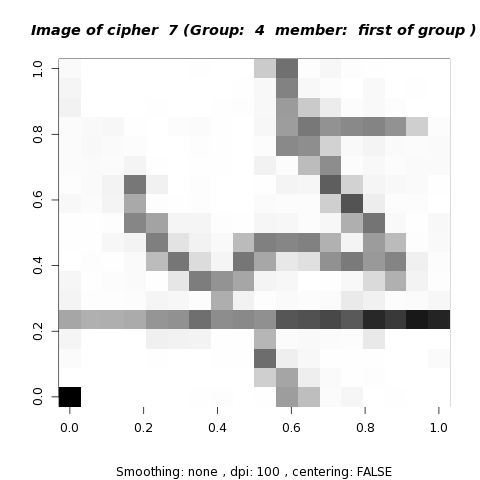 Image of cipher 7 (Group: 4 member: first of group )
1.0
0.8
0.6
0.4
0.2
0.0
0.0 0.2 0.4 0.6 0.8 1.0
Smoothing: none , dpi: 100 , centering: FALSE